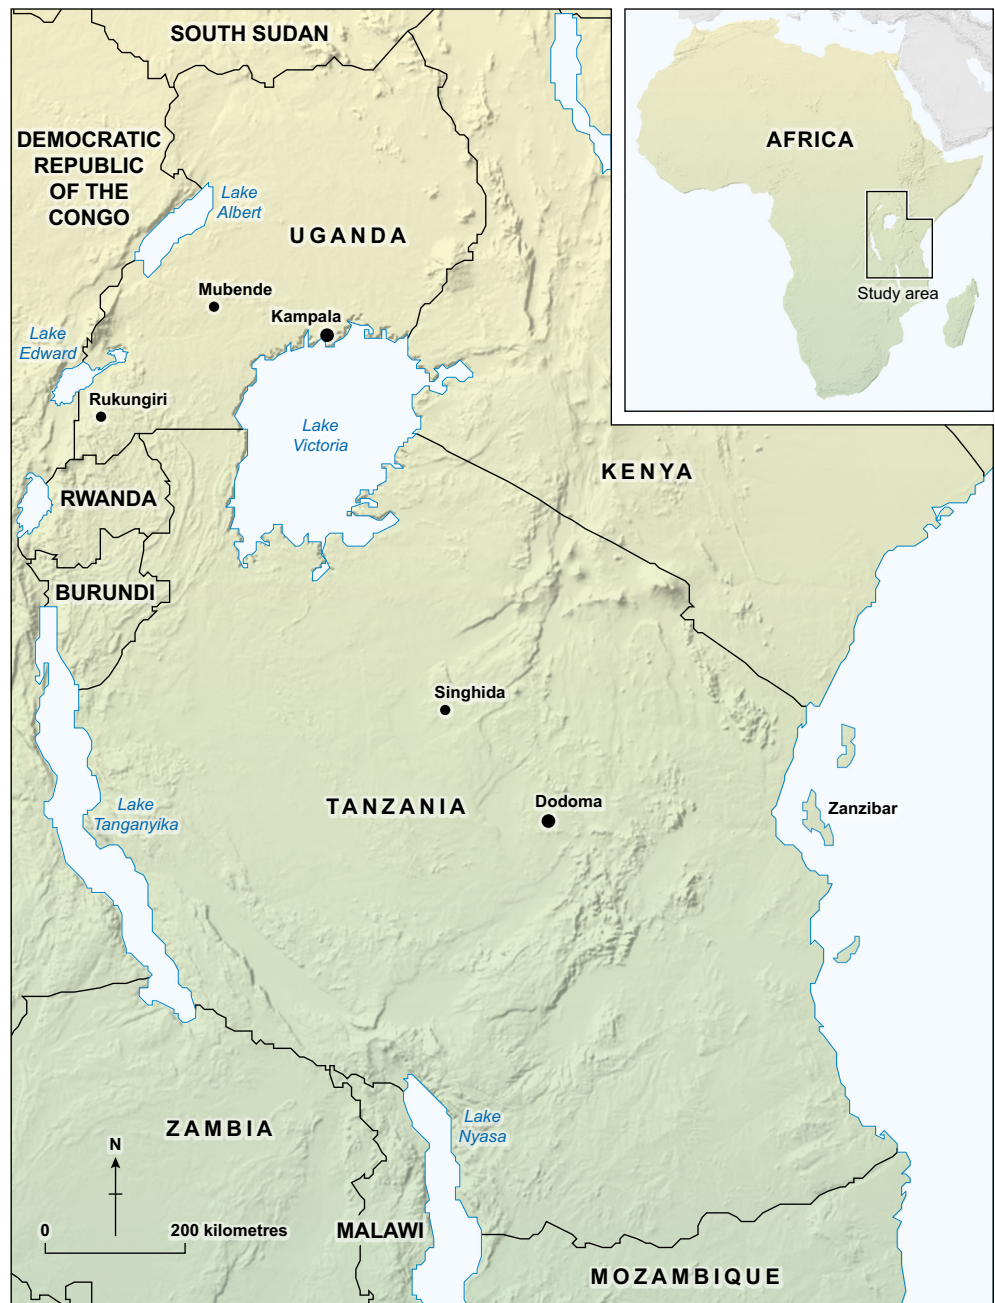 SOUTH SUDAN
DEMOCRATIC
REPUBLIC
OF THE
CONGO
Lake
Albert
UGANDA
Mubende
Kampala
Lake
Edward
Rukungiri
Lake
Victoria
AFRICA
Study area
KENYA
RWANDA
BURUNDI
Singhida
Lake
Tanganyika
TANZANIA
Dodoma
Zanzibar
Lake
Nyasa
ZAMBIA
N
0
200 kilometres
MALAWI
MOZAMBIQUE